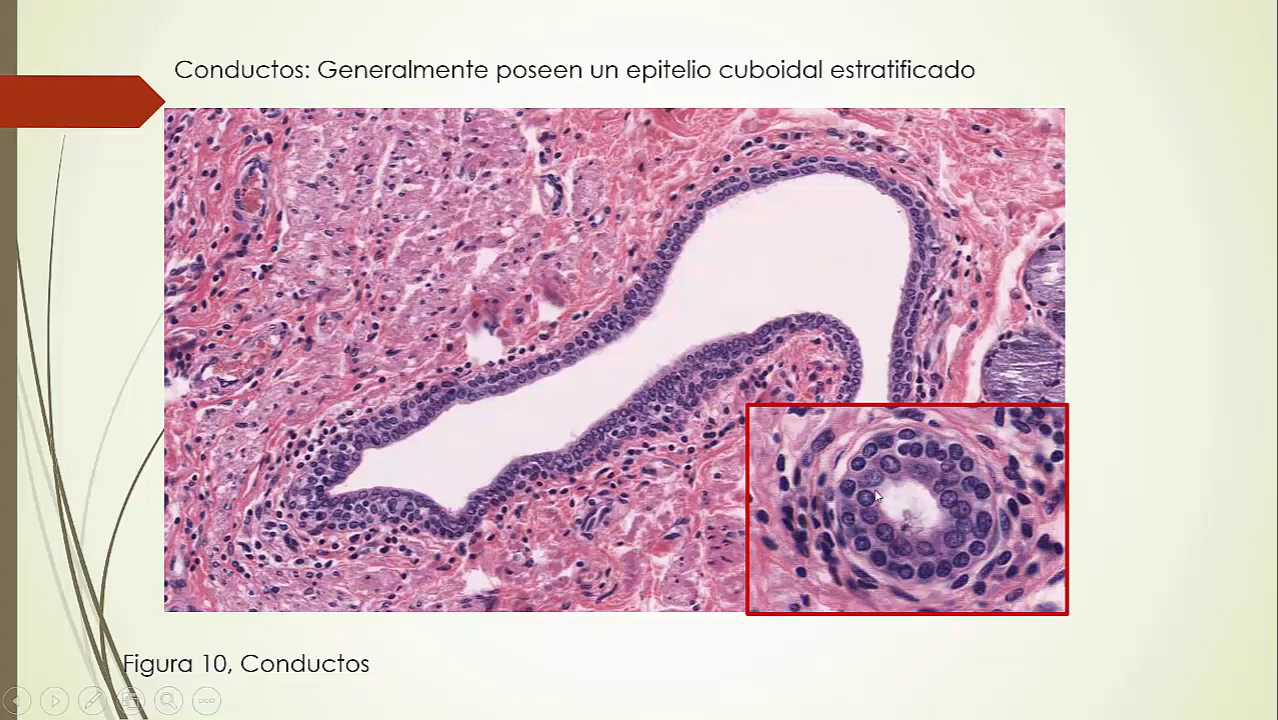 Conductos: Generalmente poseen un epitelio cuboidal estratificado
Figura 10, Conductos